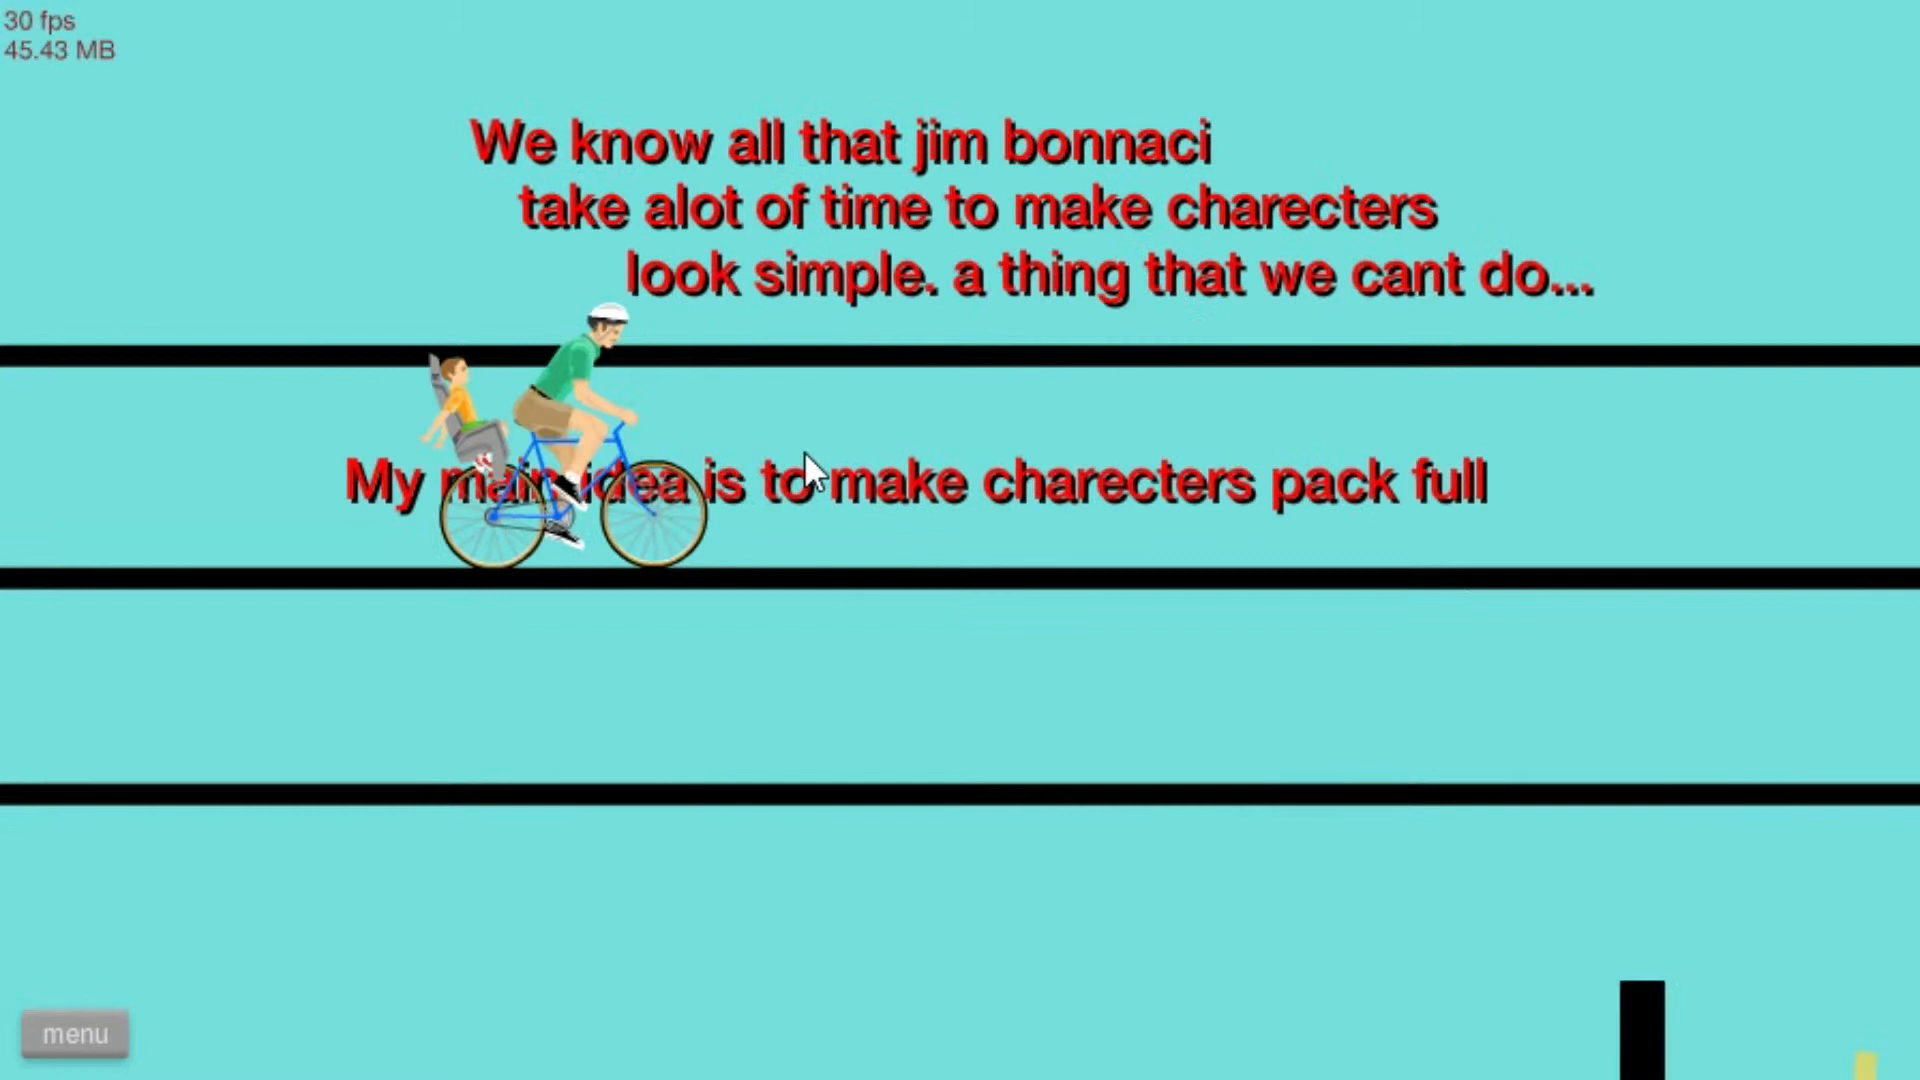 30 fps
45.43 MB
We know all that jim bonnaci
take alot of time to make charecters
look simple. a thing that we cant do...
My main idea is to make charecters pack full
menu